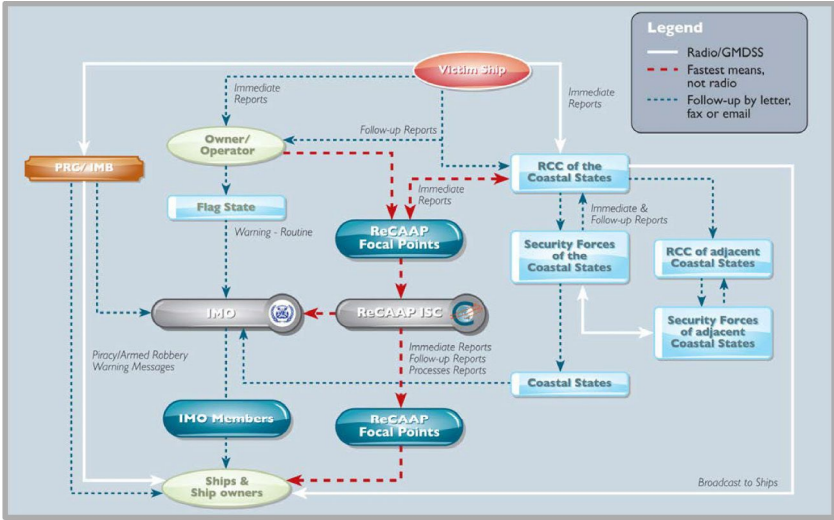 Legend
Radio/GMDSS
Fastest means,
not radio
Follow-up by letter,
fax or email
Victim Ship
Immediate
Reports
Immediate
Reports
Follow-up Reports
Owner/
Operator
PRG/IMB
RCC of the
Coastal States
Immediate
Reports
Flag State
Immediate &
Follow-up Reports
ReCAAP
Focal Points
Warning - Routine
Security Forces
of the
Coastal States
RCC of adjacent
Coastal States
IMO
ReCAAP ISC
Security Forces
of adjacent
Coastal States
Piracy/Armed Robbery
Warning Messages
Immediate Reports
Follow-up Reports
Processes Reports
Coastal States
IMO Members
ReCAAP
Focal Points
Ships &
Ship owners
Broadcast to Ships